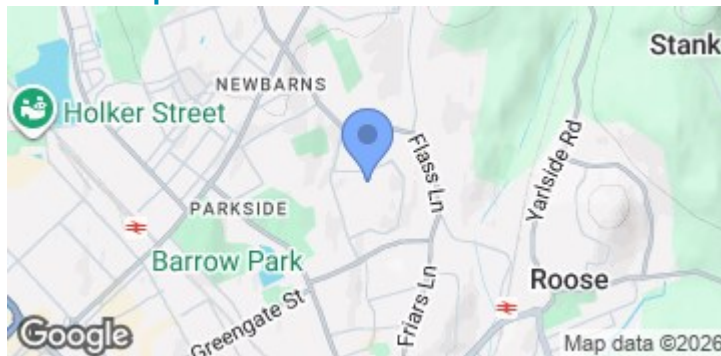 Stank
NEWBARNS
Holker Street
Flass Ln
Yarlside Rd
PARKSIDE
Barrow Park
Roose
Greengate St
Friars Ln
Google
Map data ©2026